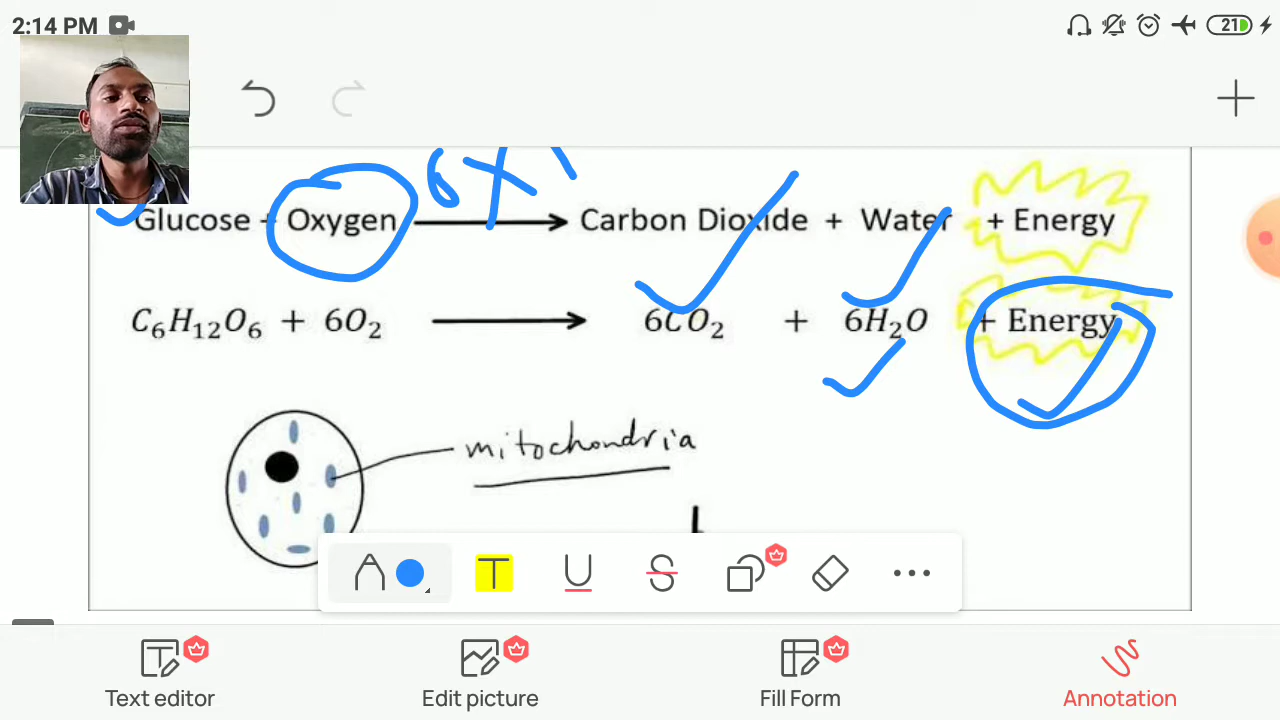 2:14 PM
21
Glucose + Oxygen ⟶ Carbon Dioxide + Water + Energy
C₆H₁₂O₆ + 6O₂ ⟶ 6CO₂ + 6H₂O + Energy
mitochondria
T U S
Text editor
Edit picture
Fill Form
Annotation